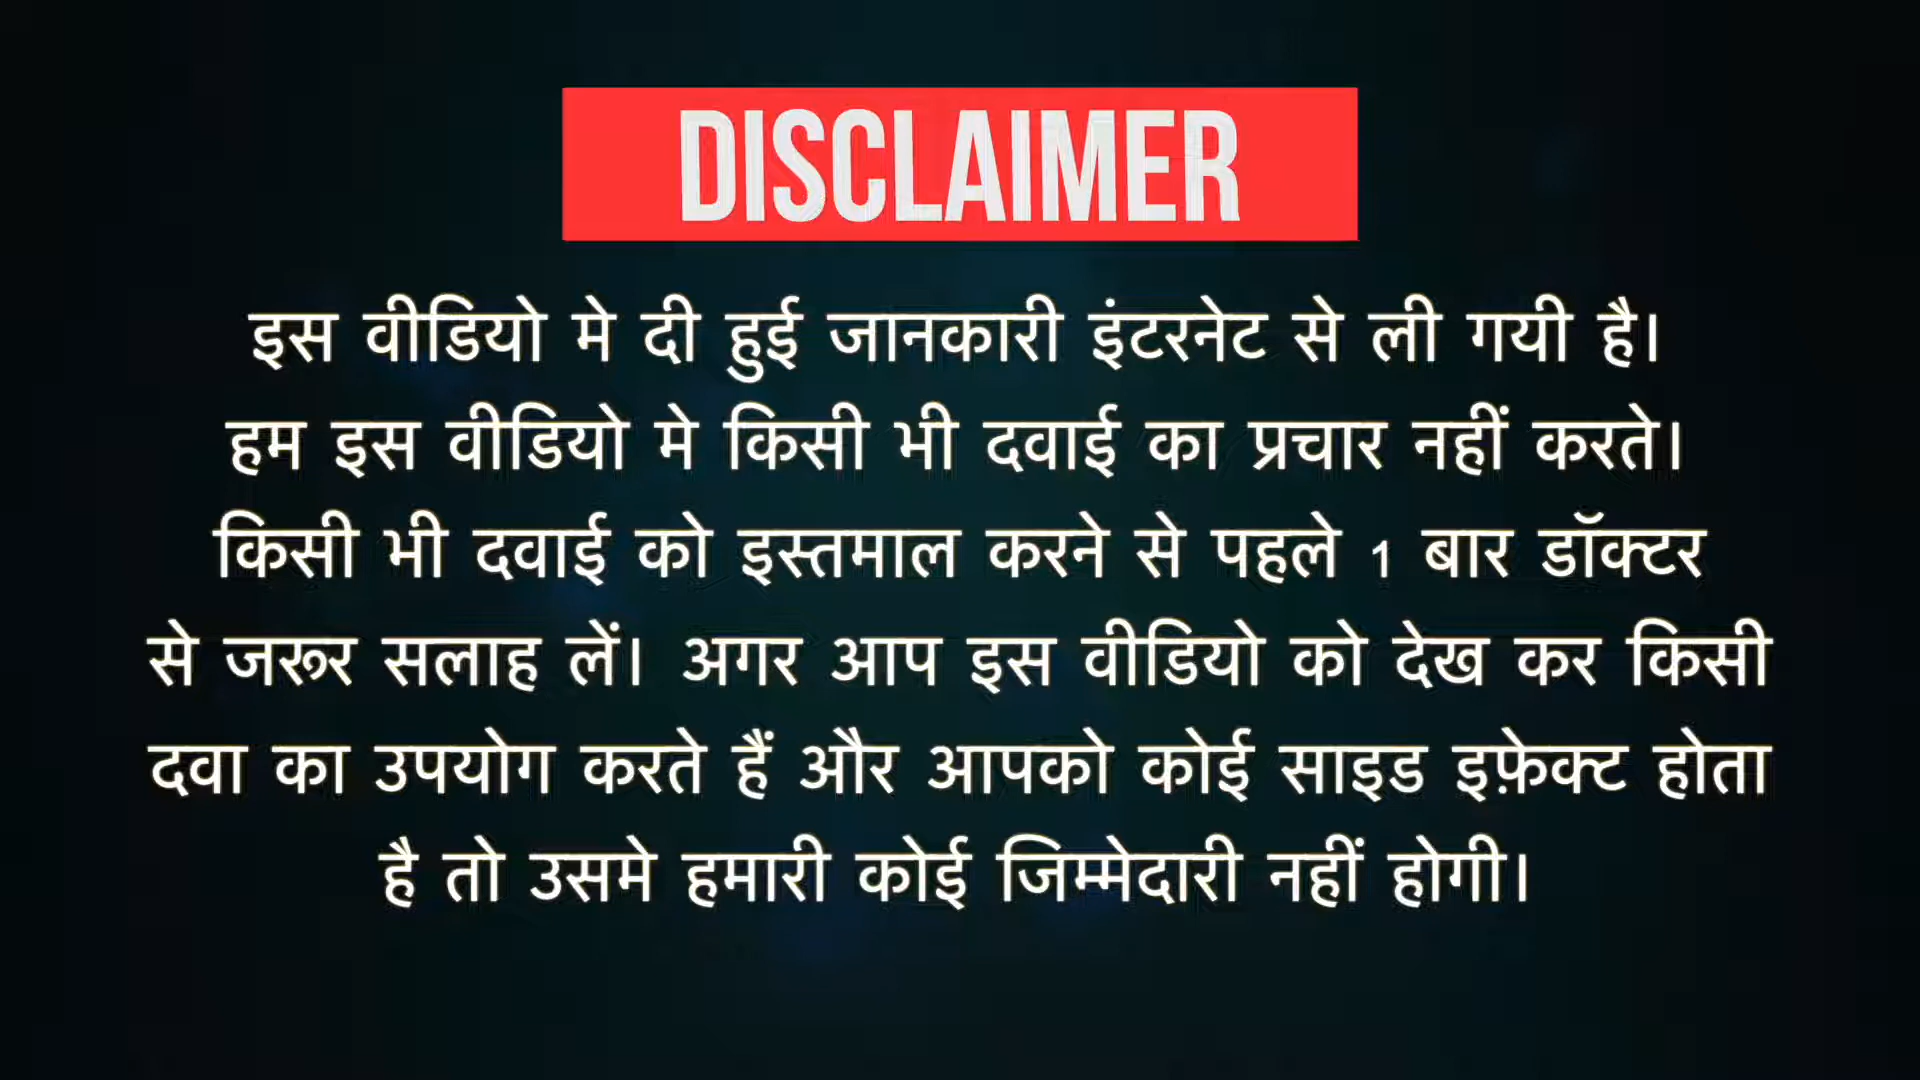 DISCLAIMER
इस वीडियो मे दी हुई जानकारी इंटरनेट से ली गयी है।
हम इस वीडियो मे किसी भी दवाई का प्रचार नहीं करते।
किसी भी दवाई को इस्तमाल करने से पहले 1 बार डॉक्टर
से जरूर सलाह लें। अगर आप इस वीडियो को देख कर किसी
दवा का उपयोग करते हैं और आपको कोई साइड इफ़ेक्ट होता
है तो उसमे हमारी कोई जिम्मेदारी नहीं होगी।